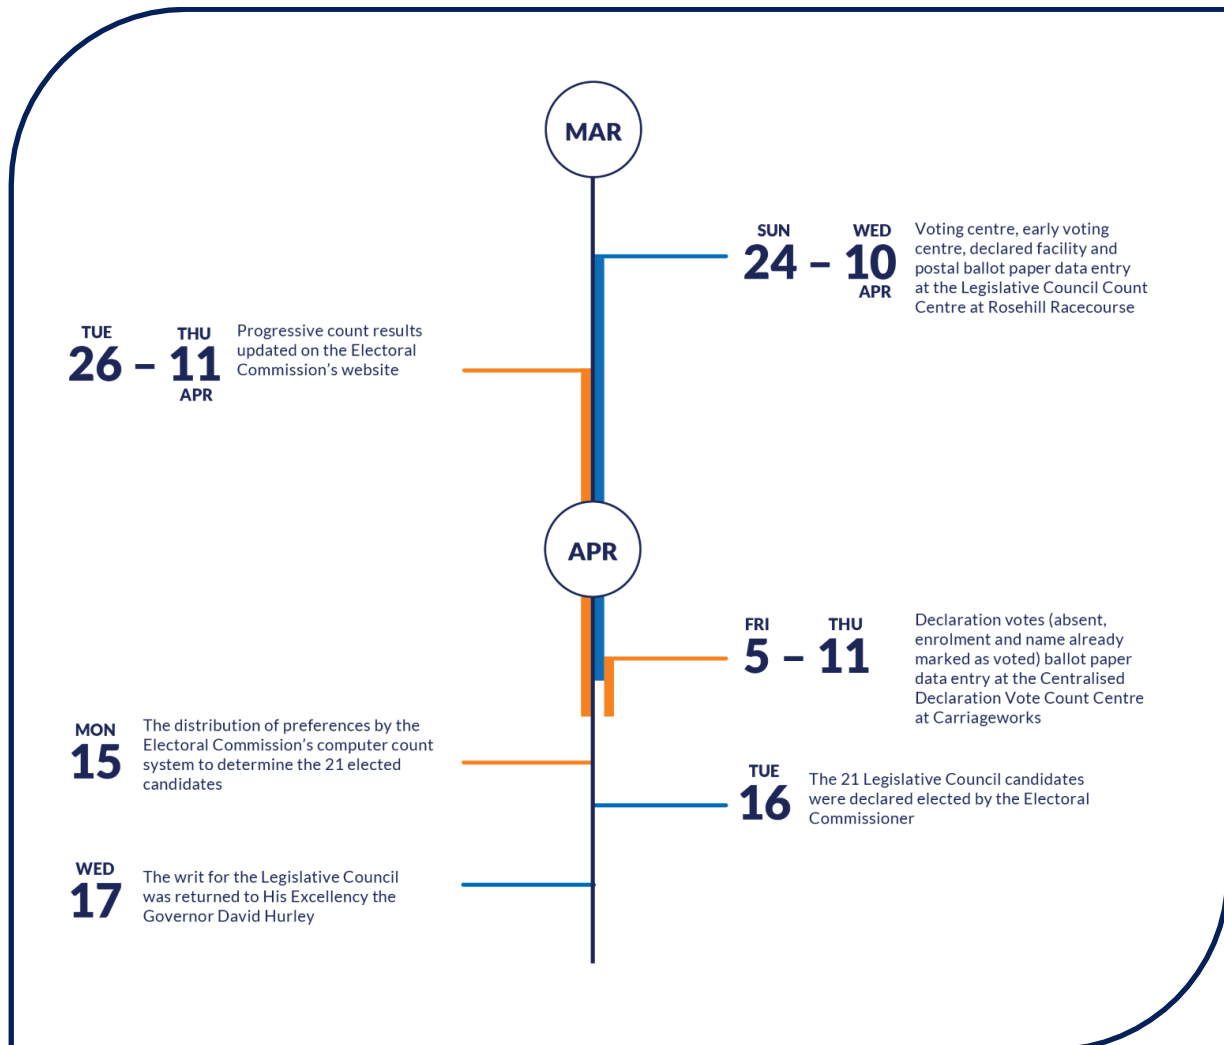 MAR
SUN
24 –
WED
10
APR
Voting centre, early voting
centre, declared facility and
postal ballot paper data entry
at the Legislative Council Count
Centre at Rosehill Racecourse
TUE
26 –
THU
11
APR
Progressive count results
updated on the Electoral
Commission's website
APR
FRI
5 –
THU
11
Declaration votes (absent,
enrolment and name already
marked as voted) ballot paper
data entry at the Centralised
Declaration Vote Count Centre
at Carriageworks
MON
15
The distribution of preferences by the
Electoral Commission's computer count
system to determine the 21 elected
candidates
TUE
16
The 21 Legislative Council candidates
were declared elected by the Electoral
Commissioner
WED
17
The writ for the Legislative Council
was returned to His Excellency the
Governor David Hurley